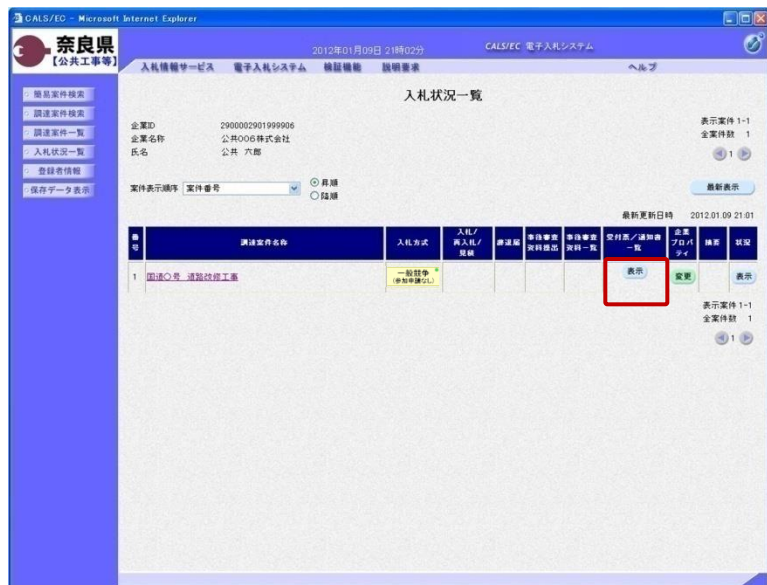 CALS/EC - Microsoft Internet Explorer
奈良県
【公共工事等】
2012年01月09日 21時02分
CALS/EC 電子入札システム
入札情報サービス 電子入札システム 検証機能 説明要求 ヘルプ
簡易案件検索
調達案件検索
調達案件一覧
入札状況一覧
登録者情報
保存データ表示
入札状況一覧
企業ID 2900002901999906
企業名称 公共006株式会社
氏名 公共 六郎
表示案件 1-1
全案件数 1
1
案件表示順序 案件番号
昇順
降順
最新表示
最新更新日時 2012.01.09 21:01
番号 調達案件名称 入札方式 入札/再入札/見積 辞退届 事後審査資料提出 事後審査資料一覧 受付票/通知書一覧 企業プロパティ 摘要 状況
1 国道○号 道路改修工事 一般競争 (参加申請なし) 表示 変更 表示
表示案件 1-1
全案件数 1
1